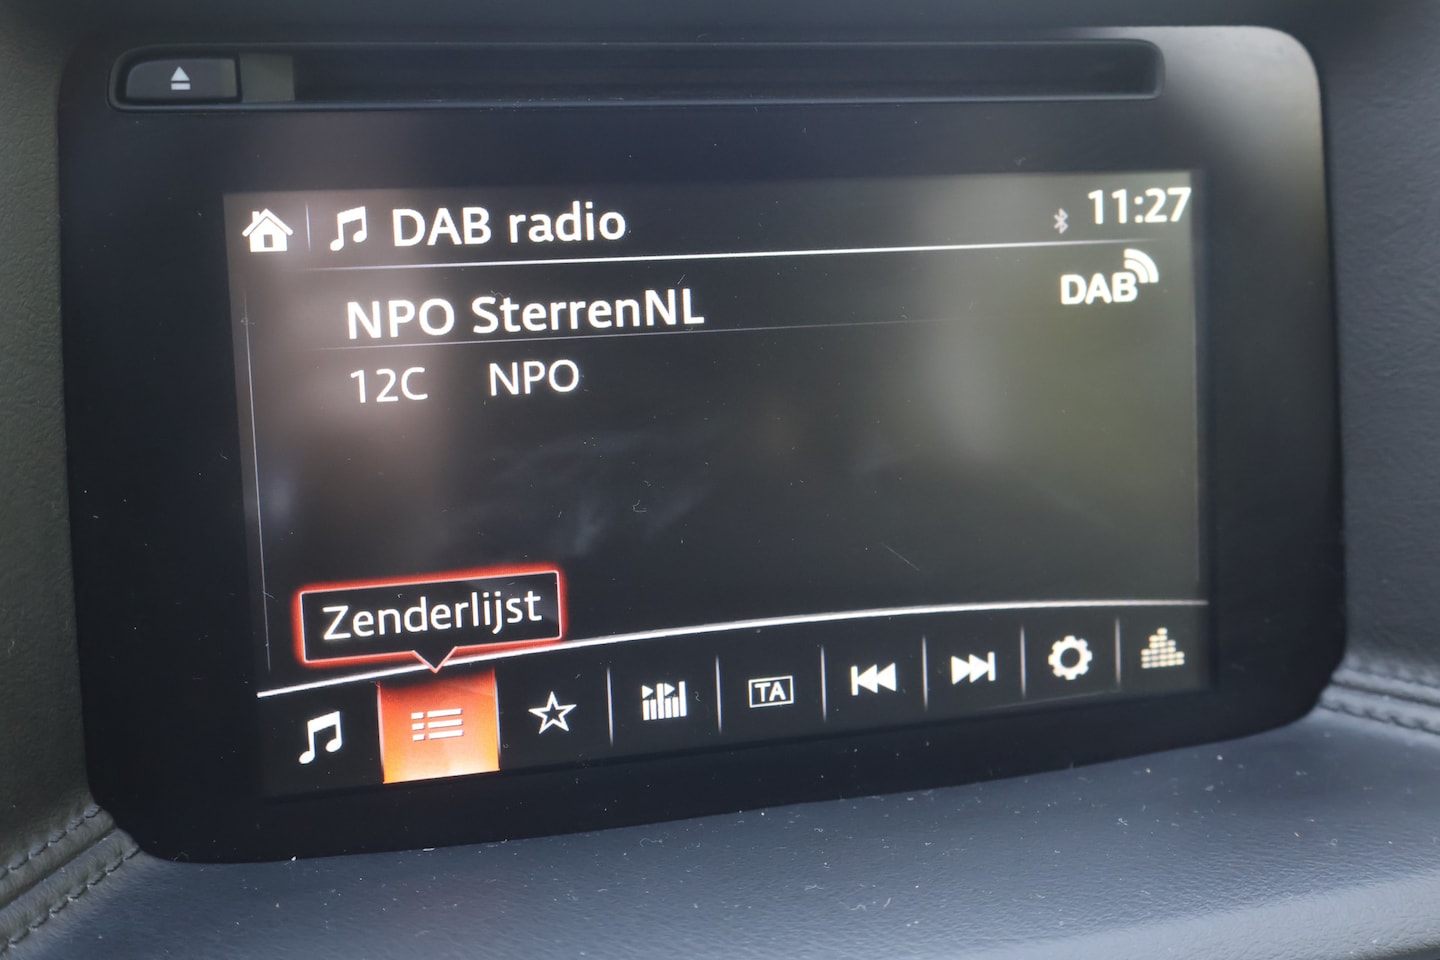 DAB radio
11:27
DAB
NPO SterrenNL
12C NPO
Zenderlijst
TA